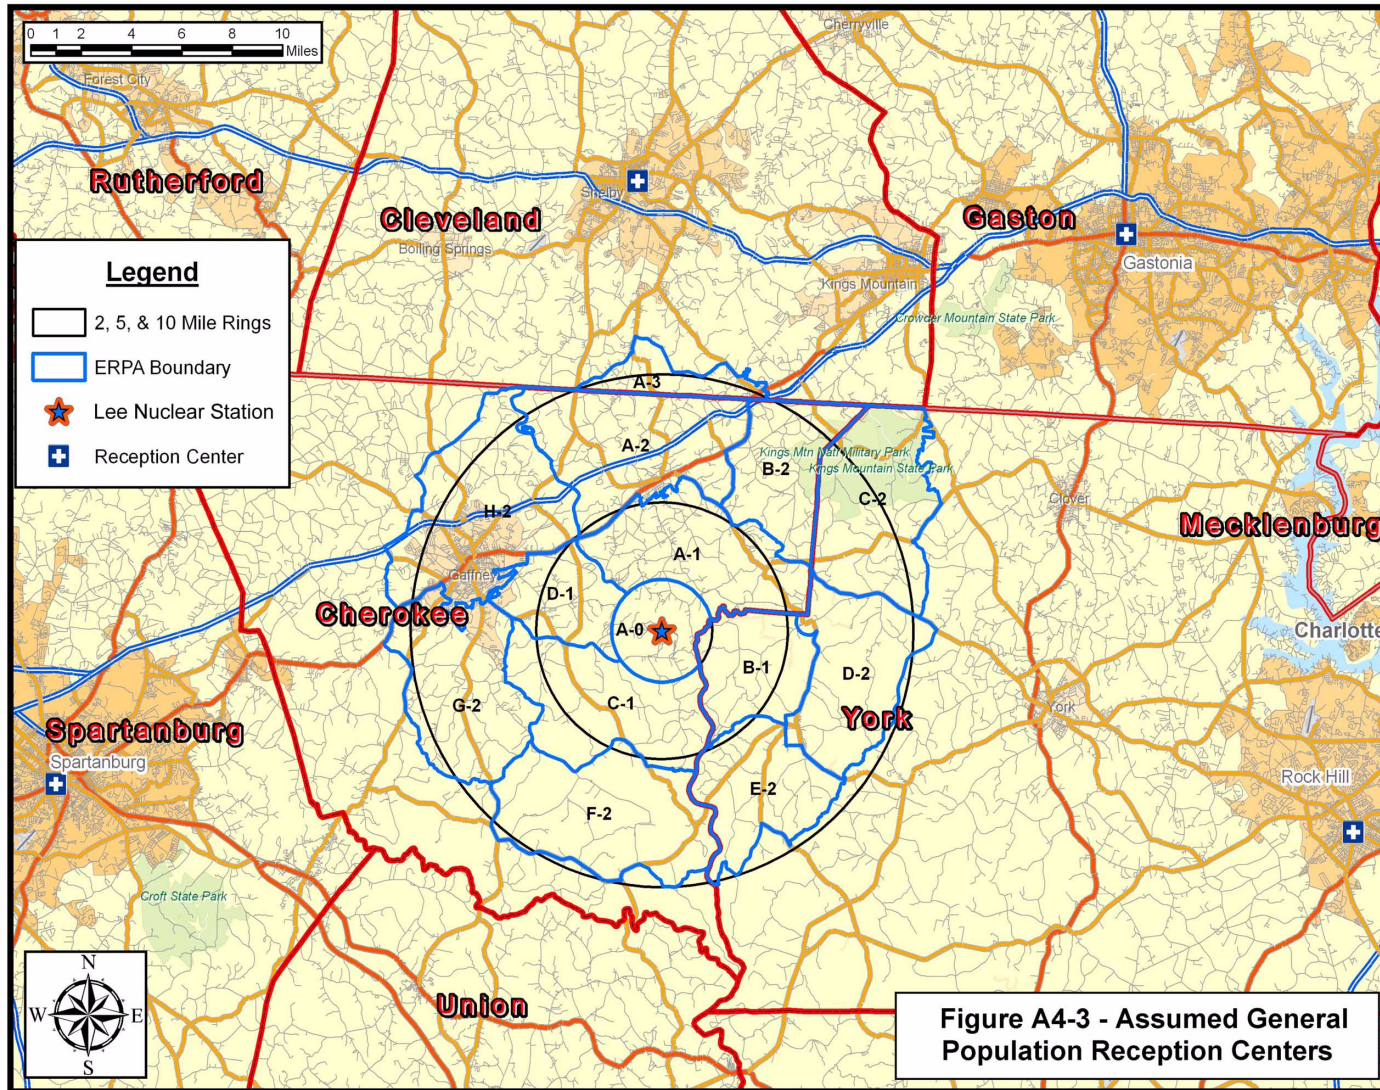 0 1 2 4 6 8 10
Miles
Cherryville
Forest City
Rutherford
Shelby
Cleveland
Boiling Springs
Gaston
Gastonia
Kings Mountain
Crowder Mountain State Park
Legend
2, 5, & 10 Mile Rings
ERPA Boundary
Lee Nuclear Station
Reception Center
A-3
A-2
Kings Mtn Natl Military Park
B-2
Kings Mountain State Park
C-2
Clover
H-2
Mecklenburg
A-1
Gaffney
D-1
Cherokee
A-0
Charlotte
B-1
D-2
C-1
G-2
York
York
Spartanburg
Spartanburg
Rock Hill
E-2
F-2
Croft State Park
N
W E
S
Union
Figure A4-3 - Assumed General
Population Reception Centers